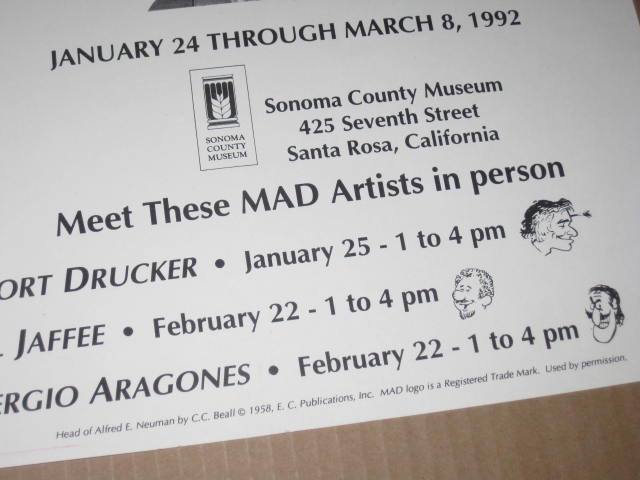 JANUARY 24 THROUGH MARCH 8, 1992
SONOMA
COUNTY
MUSEUM
Sonoma County Museum
425 Seventh Street
Santa Rosa, California
Meet These MAD Artists in person
ORT DRUCKER • January 25 - 1 to 4 pm
L JAFFEE • February 22 - 1 to 4 pm
ERGIO ARAGONES • February 22 - 1 to 4 pm
Head of Alfred E. Neuman by C.C. Beall © 1958, E. C. Publications, Inc. MAD logo is a Registered Trade Mark. Used by permission.